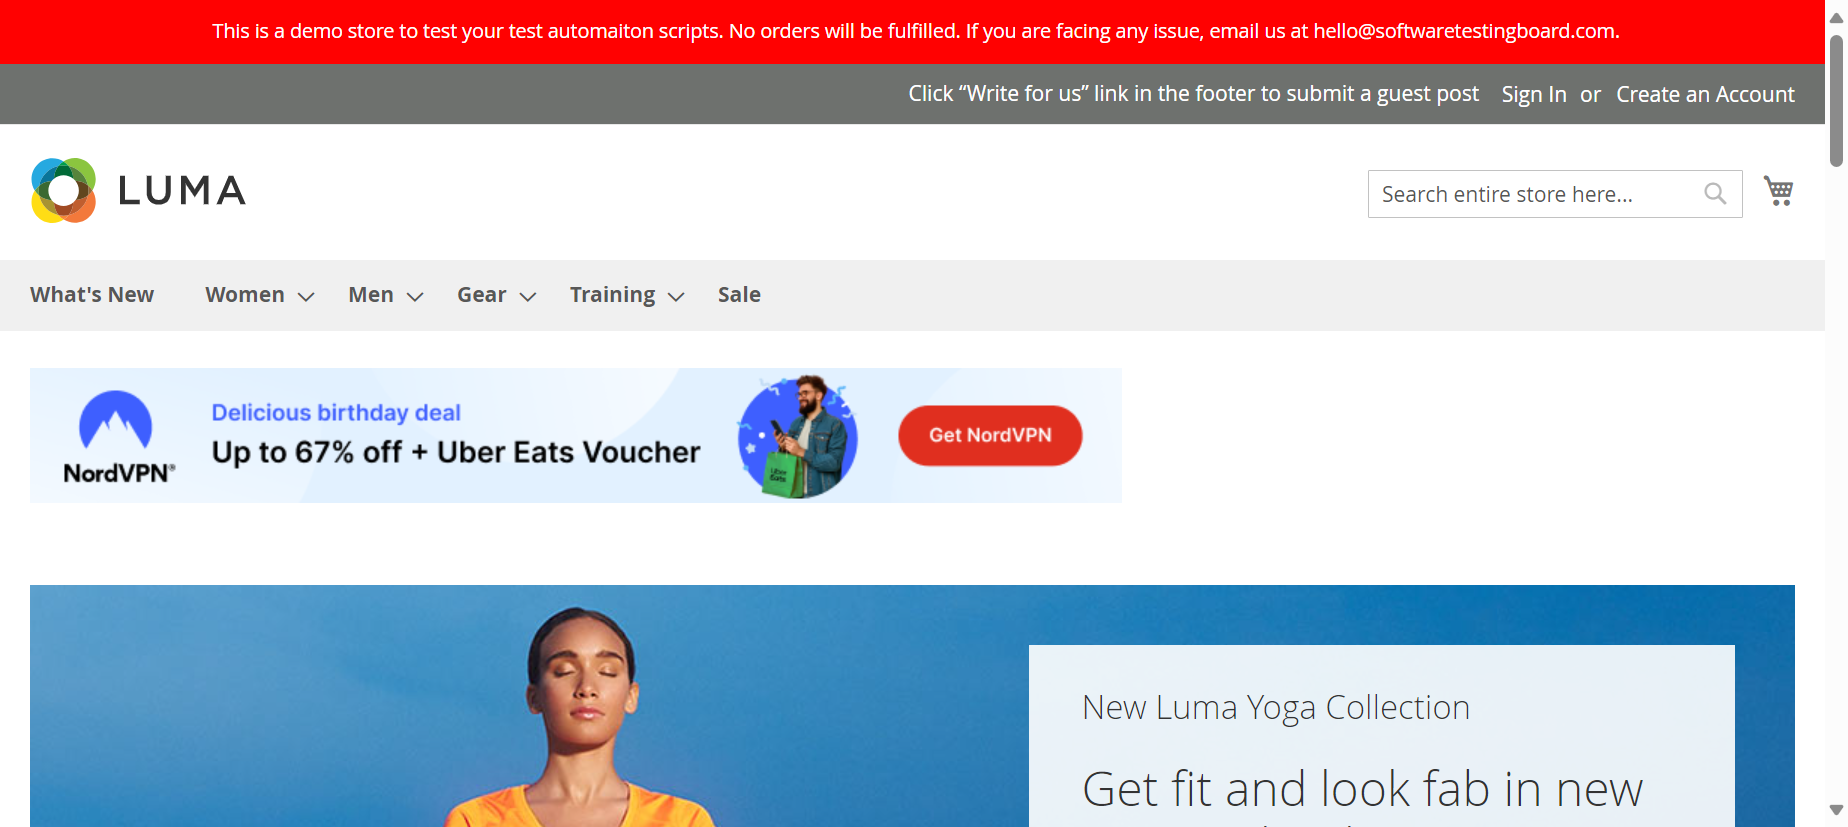 This is a demo store to test your test automaiton scripts. No orders will be fulfilled. If you are facing any issue, email us at hello@softwaretestingboard.com.
Click “Write for us” link in the footer to submit a guest post Sign In or Create an Account
LUMA
Search entire store here...
What's New Women Men Gear Training Sale
NordVPN®
Delicious birthday deal
Up to 67% off + Uber Eats Voucher
Uber
Eats
Get NordVPN
New Luma Yoga Collection
Get fit and look fab in new